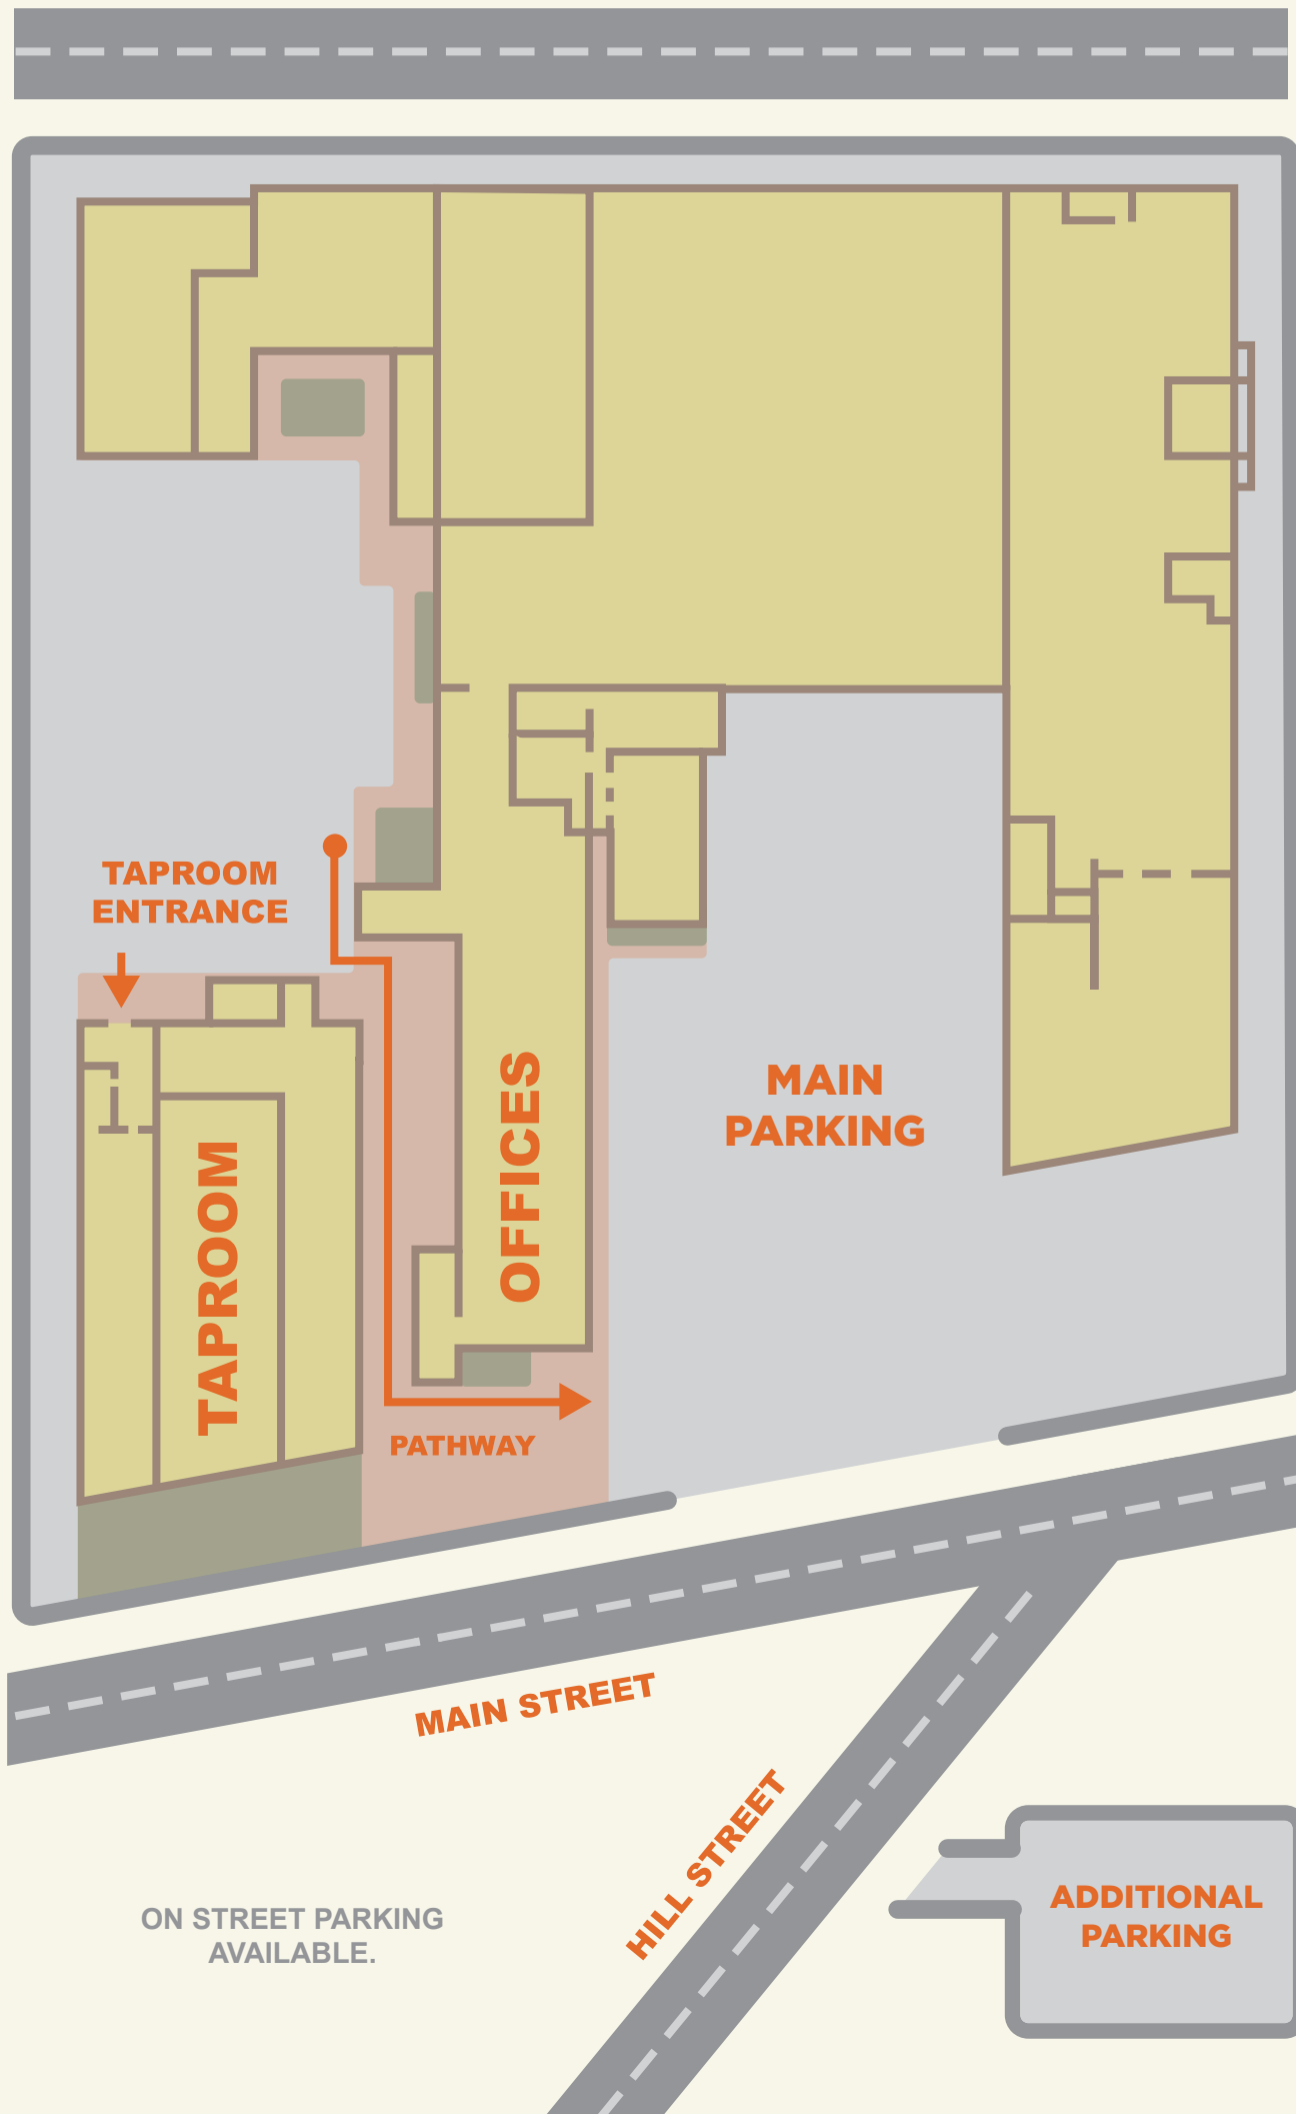 TAPROOM
ENTRANCE
MAIN
PARKING
OFFICES
TAPROOM
PATHWAY
MAIN STREET
HILL STREET
ADDITIONAL
PARKING
ON STREET PARKING
AVAILABLE.